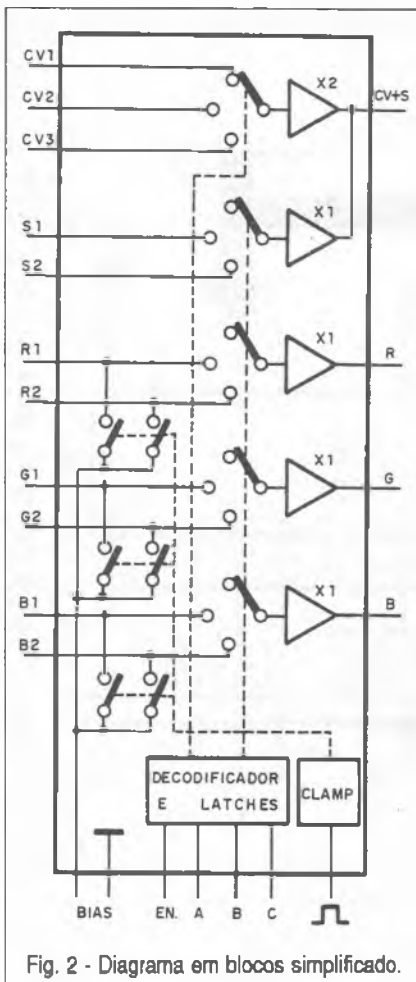 CV1
X2
CV2
CV+S
CV3
S1
X1
S2
R1
X1
R
R2
G1
X1
G
G2
B1
X1
B
B2
DECODIFICADOR
E LATCHES
CLAMP
BIAS
EN.
A
B
C
Fig. 2 - Diagrama em blocos simplificado.